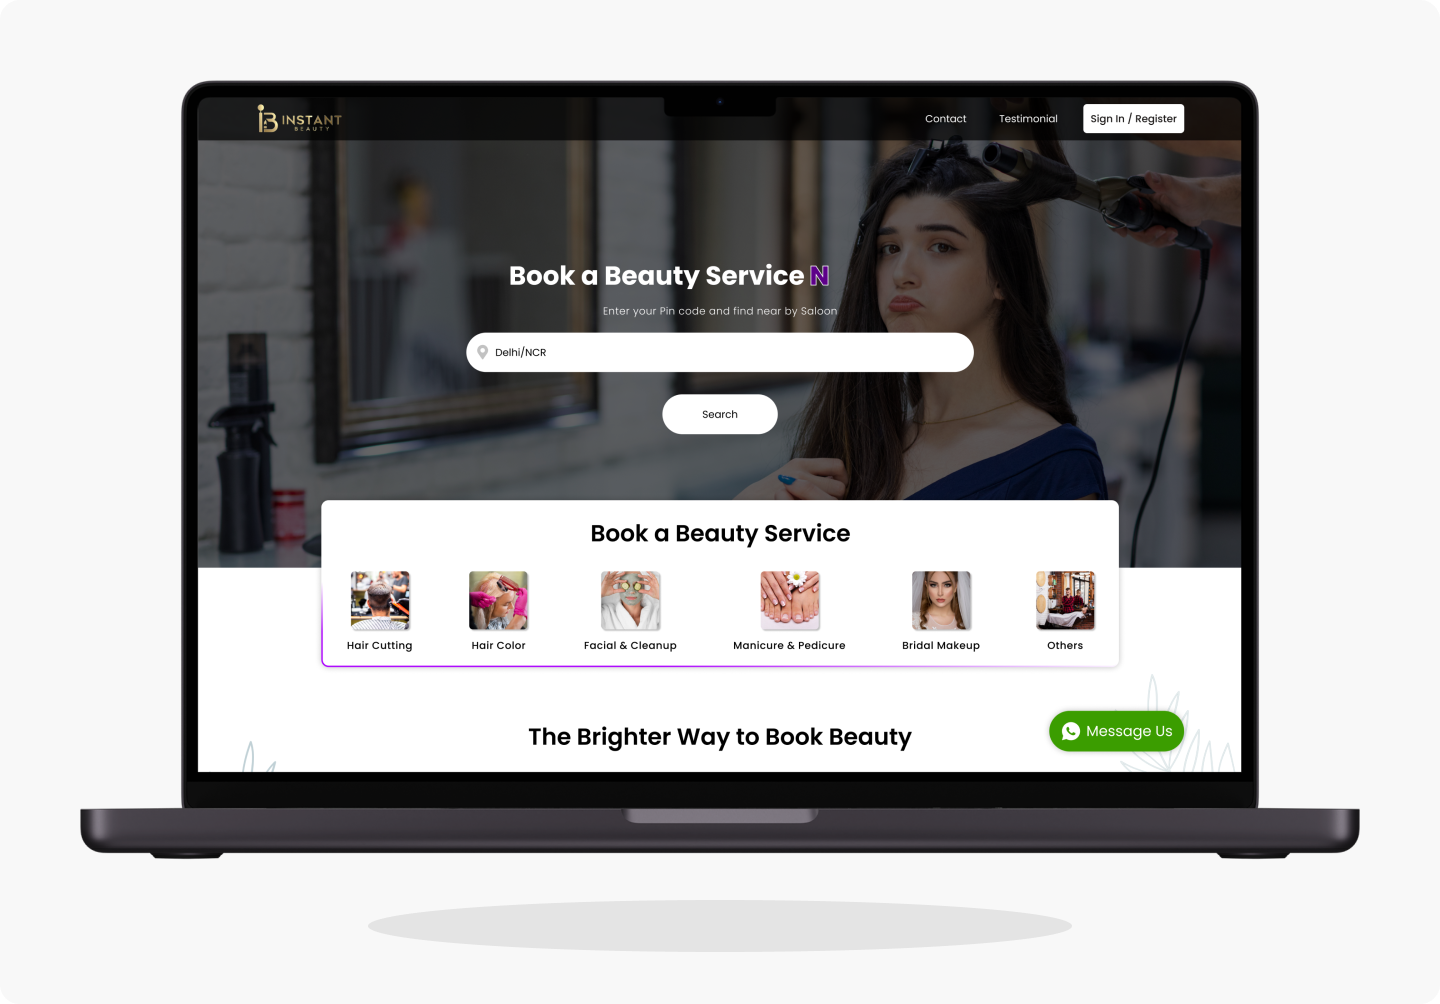 INSTANT
BEAUTY
Contact
Testimonial
Sign In / Register
Book a Beauty Service N
Enter your Pin code and find near by Saloon
Delhi/NCR
Search
Book a Beauty Service
Hair Cutting
Hair Color
Facial & Cleanup
Manicure & Pedicure
Bridal Makeup
Others
The Brighter Way to Book Beauty
Message Us